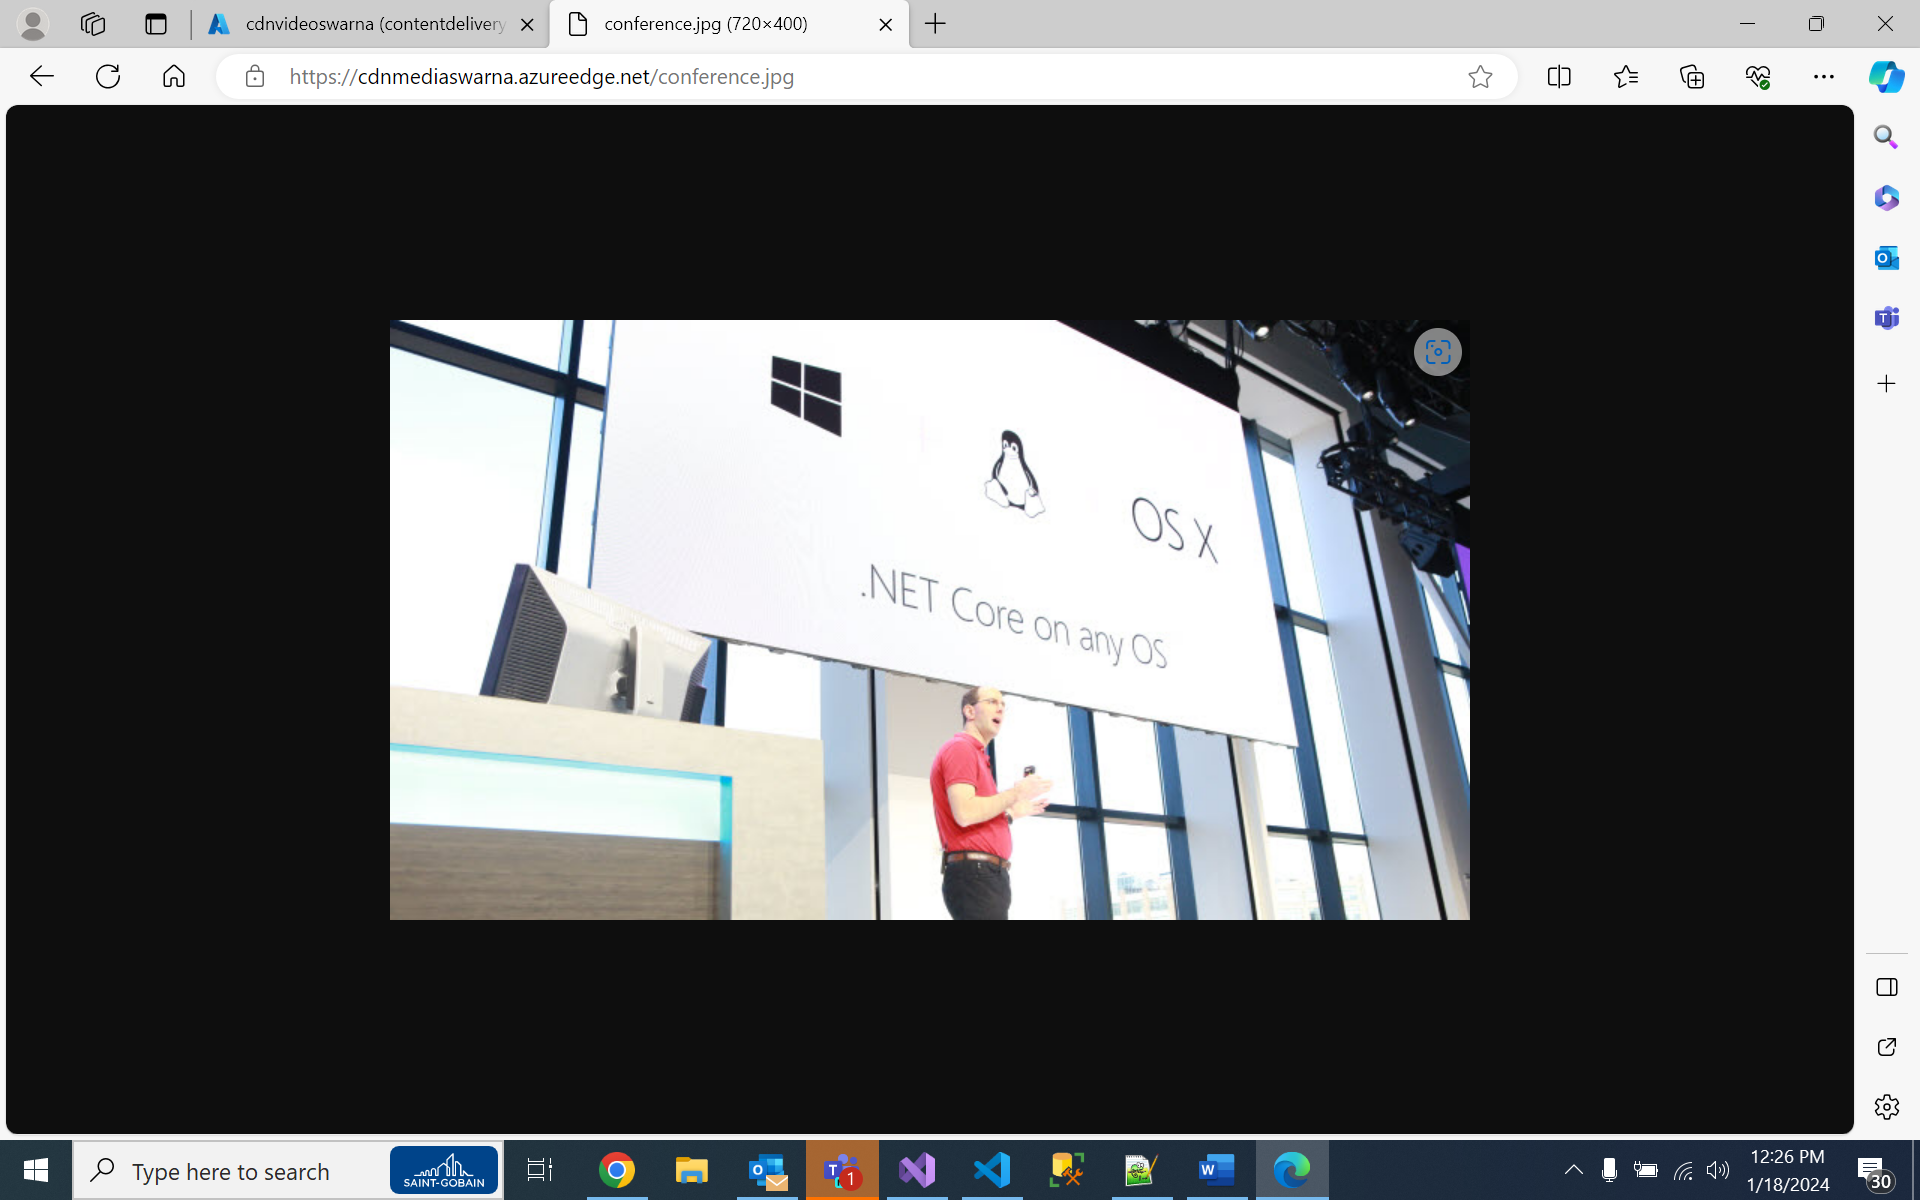 cdnvideoswarna (contentdelivery
conference.jpg (720×400)
https://cdnmediaswarna.azureedge.net/conference.jpg
OS X
.NET Core on any OS
Type here to search
SAINT-GOBAIN
1
12:26 PM
1/18/2024
30